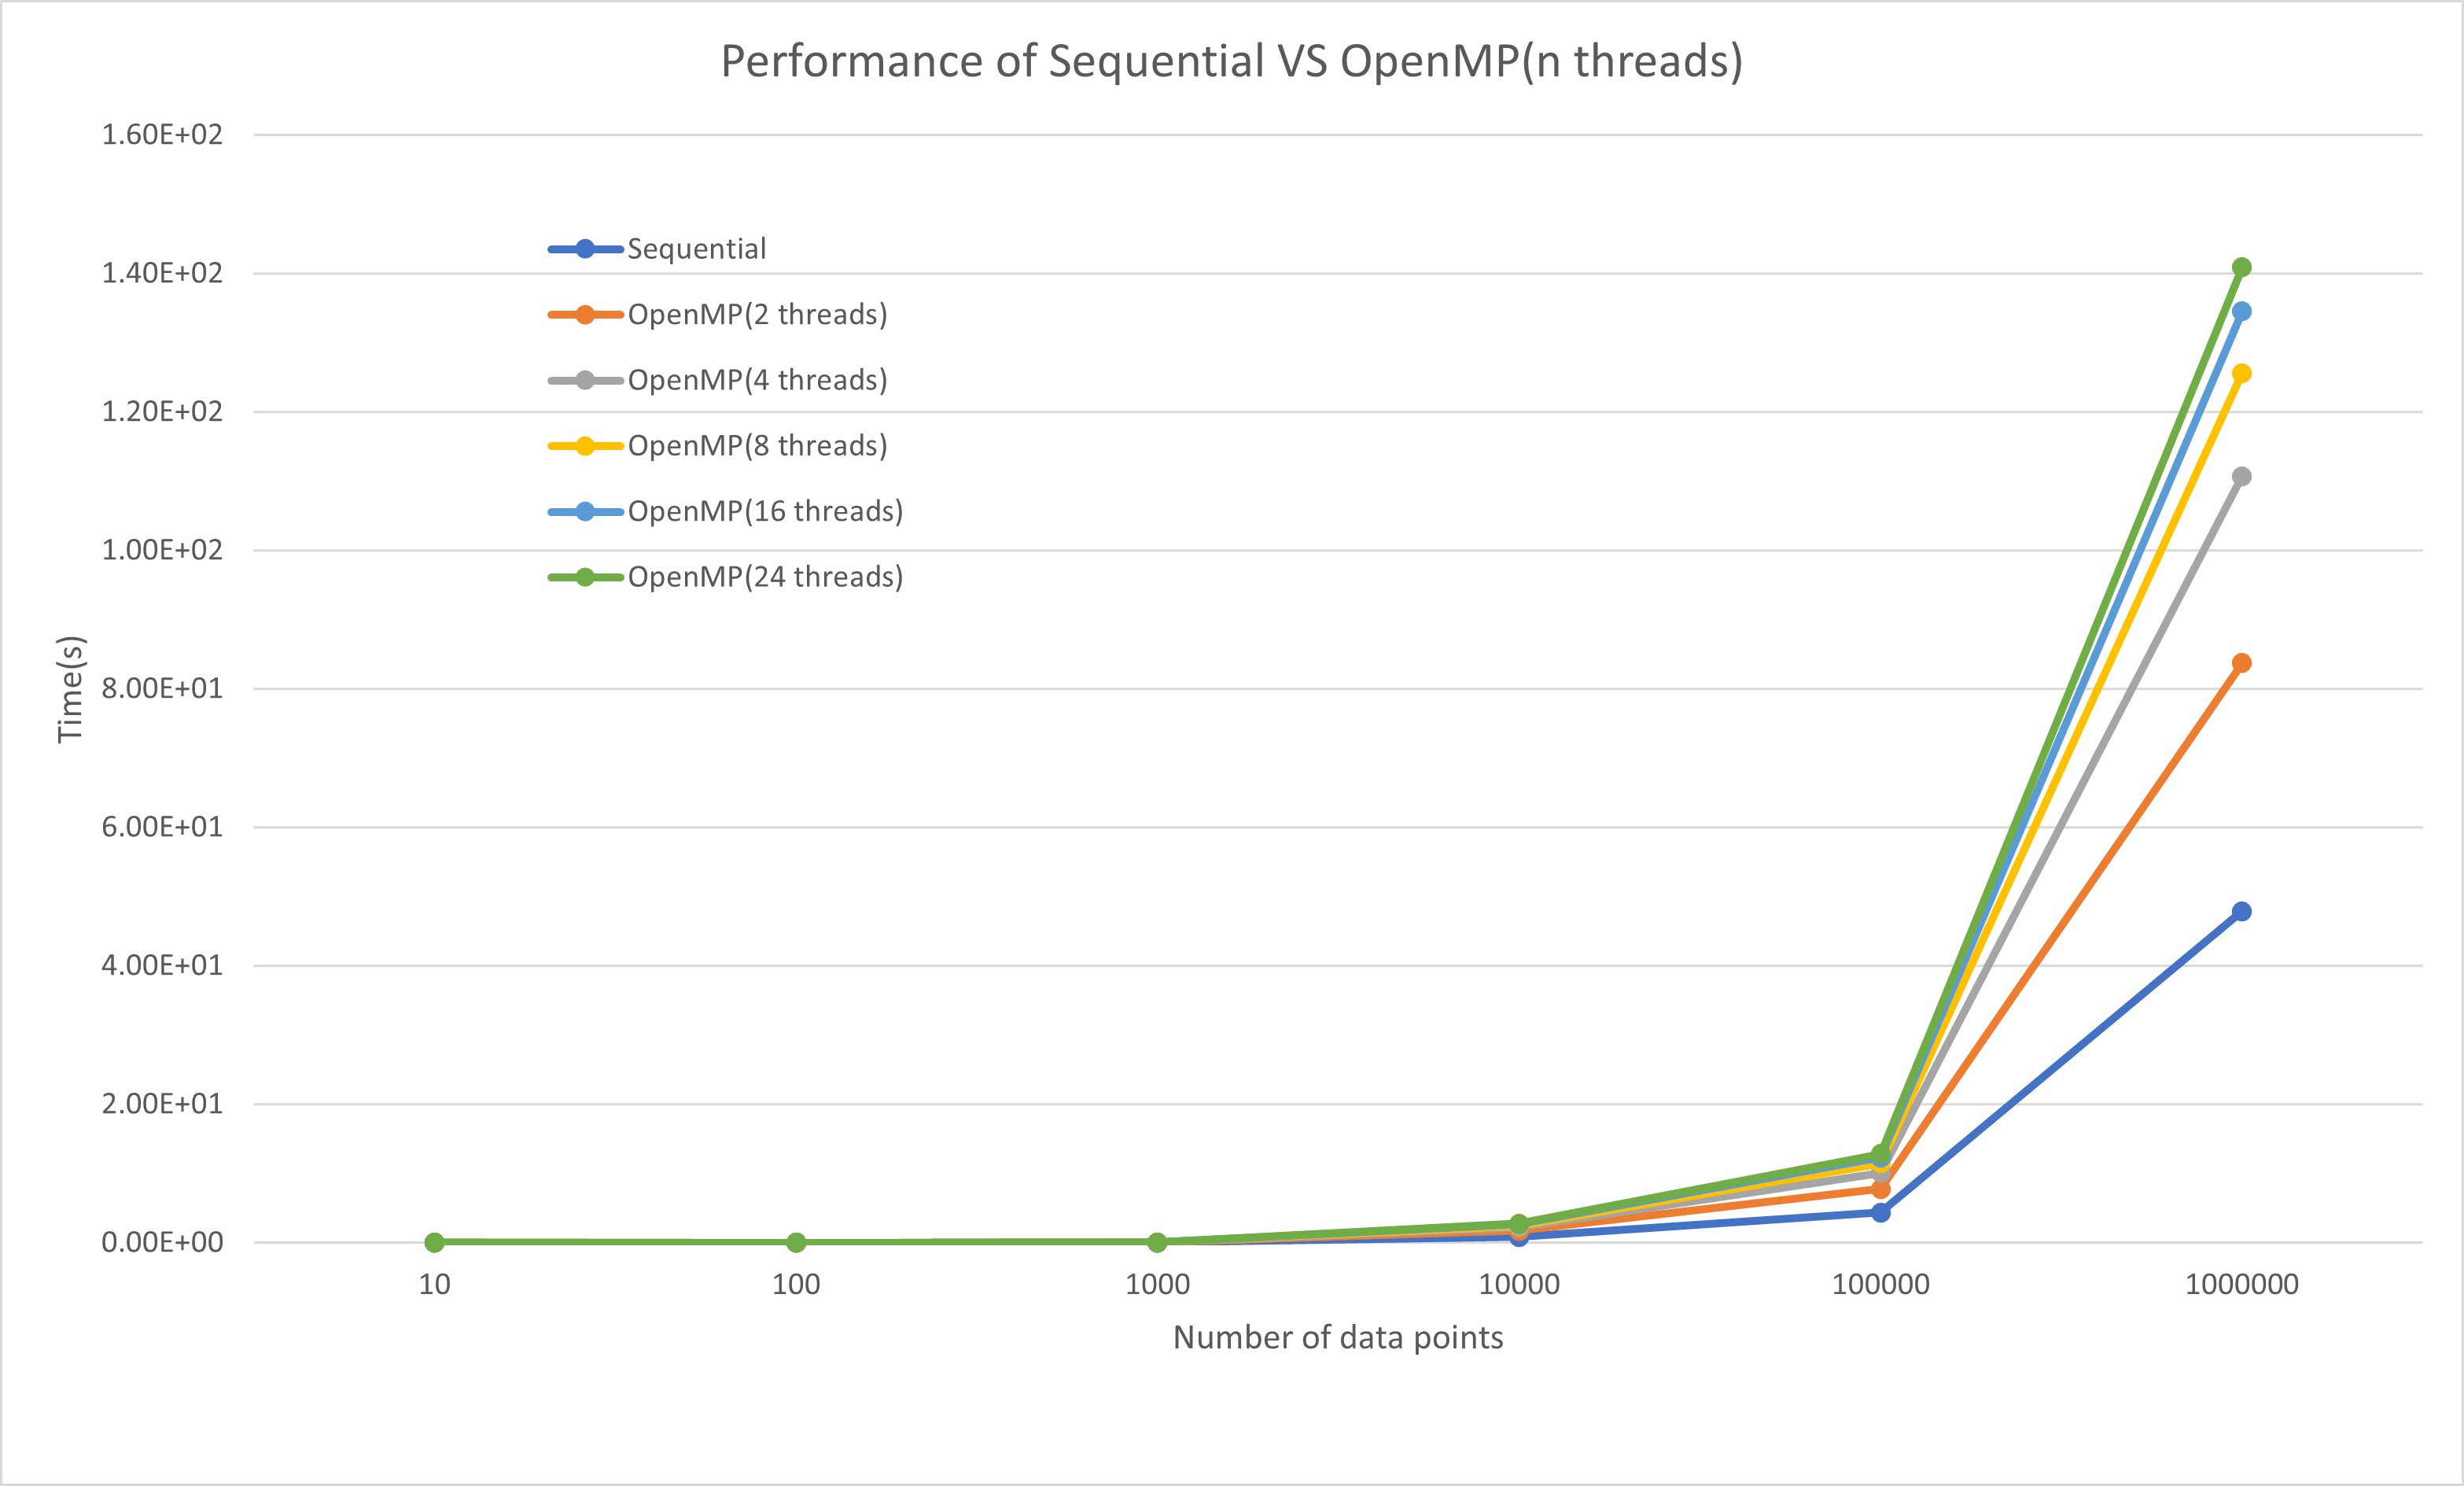 Performance of Sequential VS OpenMP(n threads)
1.60E+02
1.40E+02
1.20E+02
1.00E+02
8.00E+01
6.00E+01
4.00E+01
2.00E+01
0.00E+00
Time(s)
Sequential
OpenMP(2 threads)
OpenMP(4 threads)
OpenMP(8 threads)
OpenMP(16 threads)
OpenMP(24 threads)
10 100 1000 10000 100000 1000000
Number of data points